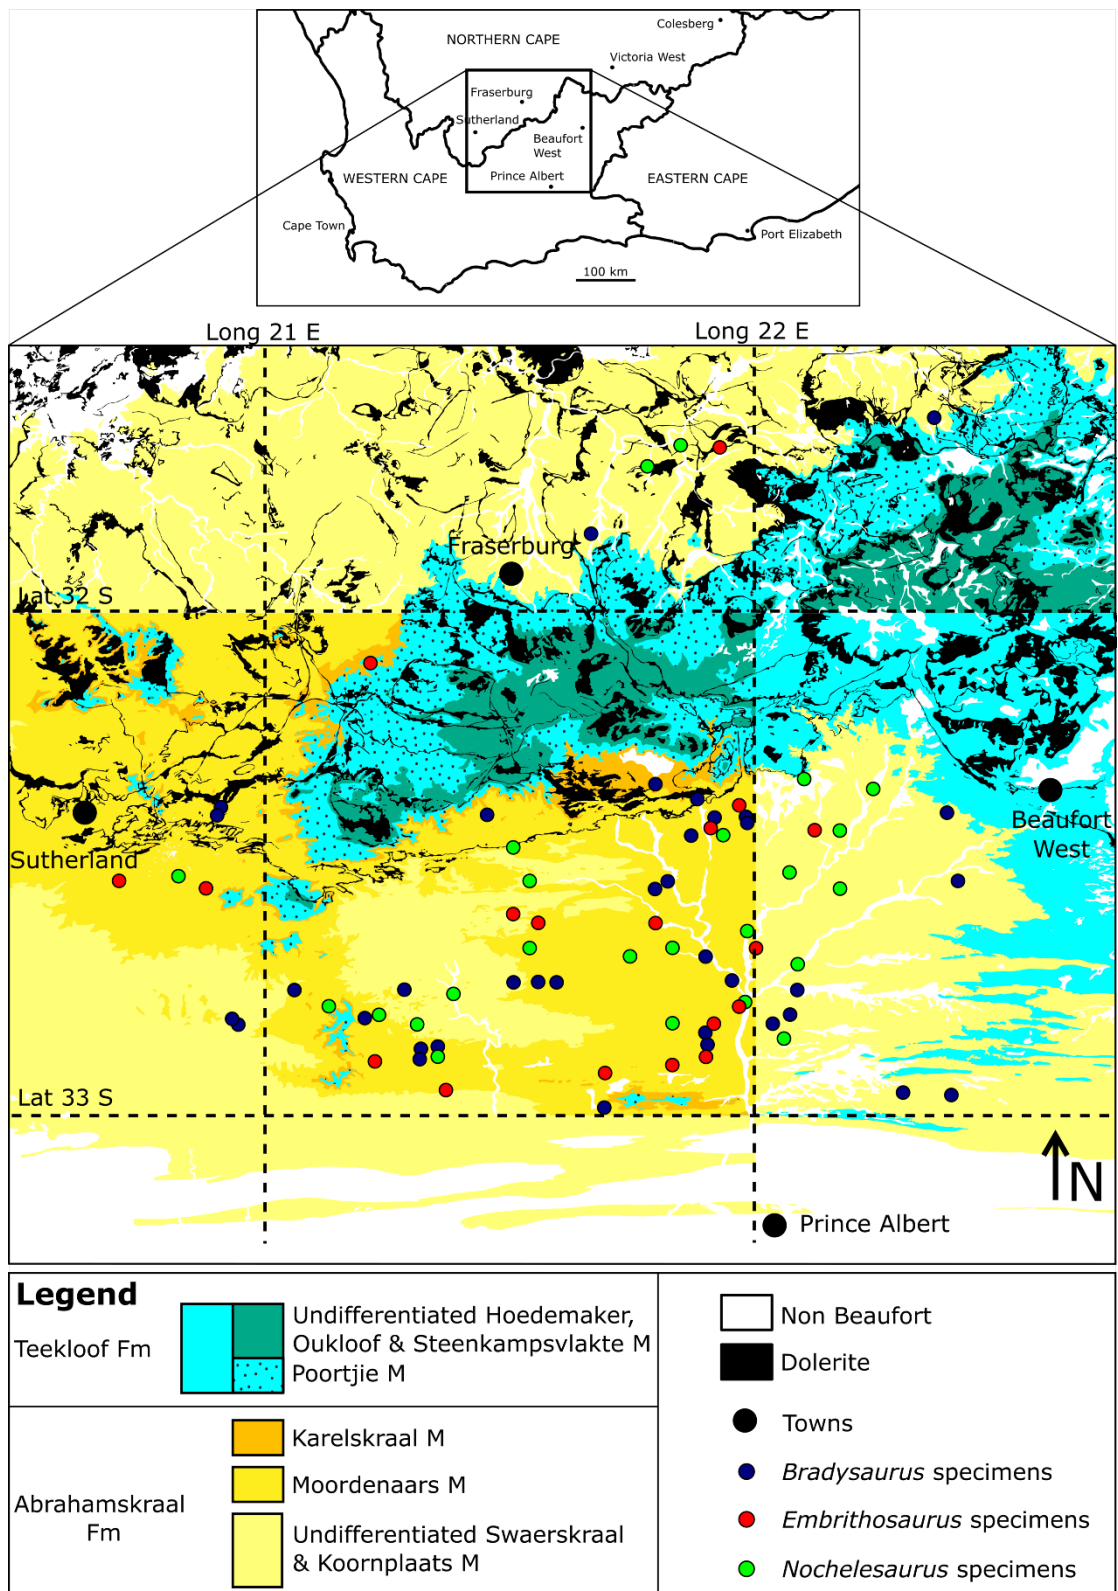 NORTHERN CAPE
Colesberg
Victoria West
Fraserburg
Sutherland
Beaufort
West
WESTERN CAPE
Prince Albert
EASTERN CAPE
Cape Town
Port Elizabeth
100 km
Long 21 E
Long 22 E
Fraserburg
Lat 32 S
Sutherland
Beaufort
West
Lat 33 S
N
Prince Albert
Legend
Teekloof Fm
Undifferentiated Hoedemaker,
Oukloof & Steenkampsvlakte M
Poortjie M
Abrahamskraal
Fm
Karelskraal M
Moordenaars M
Undifferentiated Swaerskraal
& Koornplaats M
Non Beaufort
Dolerite
Towns
Bradysaurus specimens
Embrithosaurus specimens
Nochelesaurus specimens